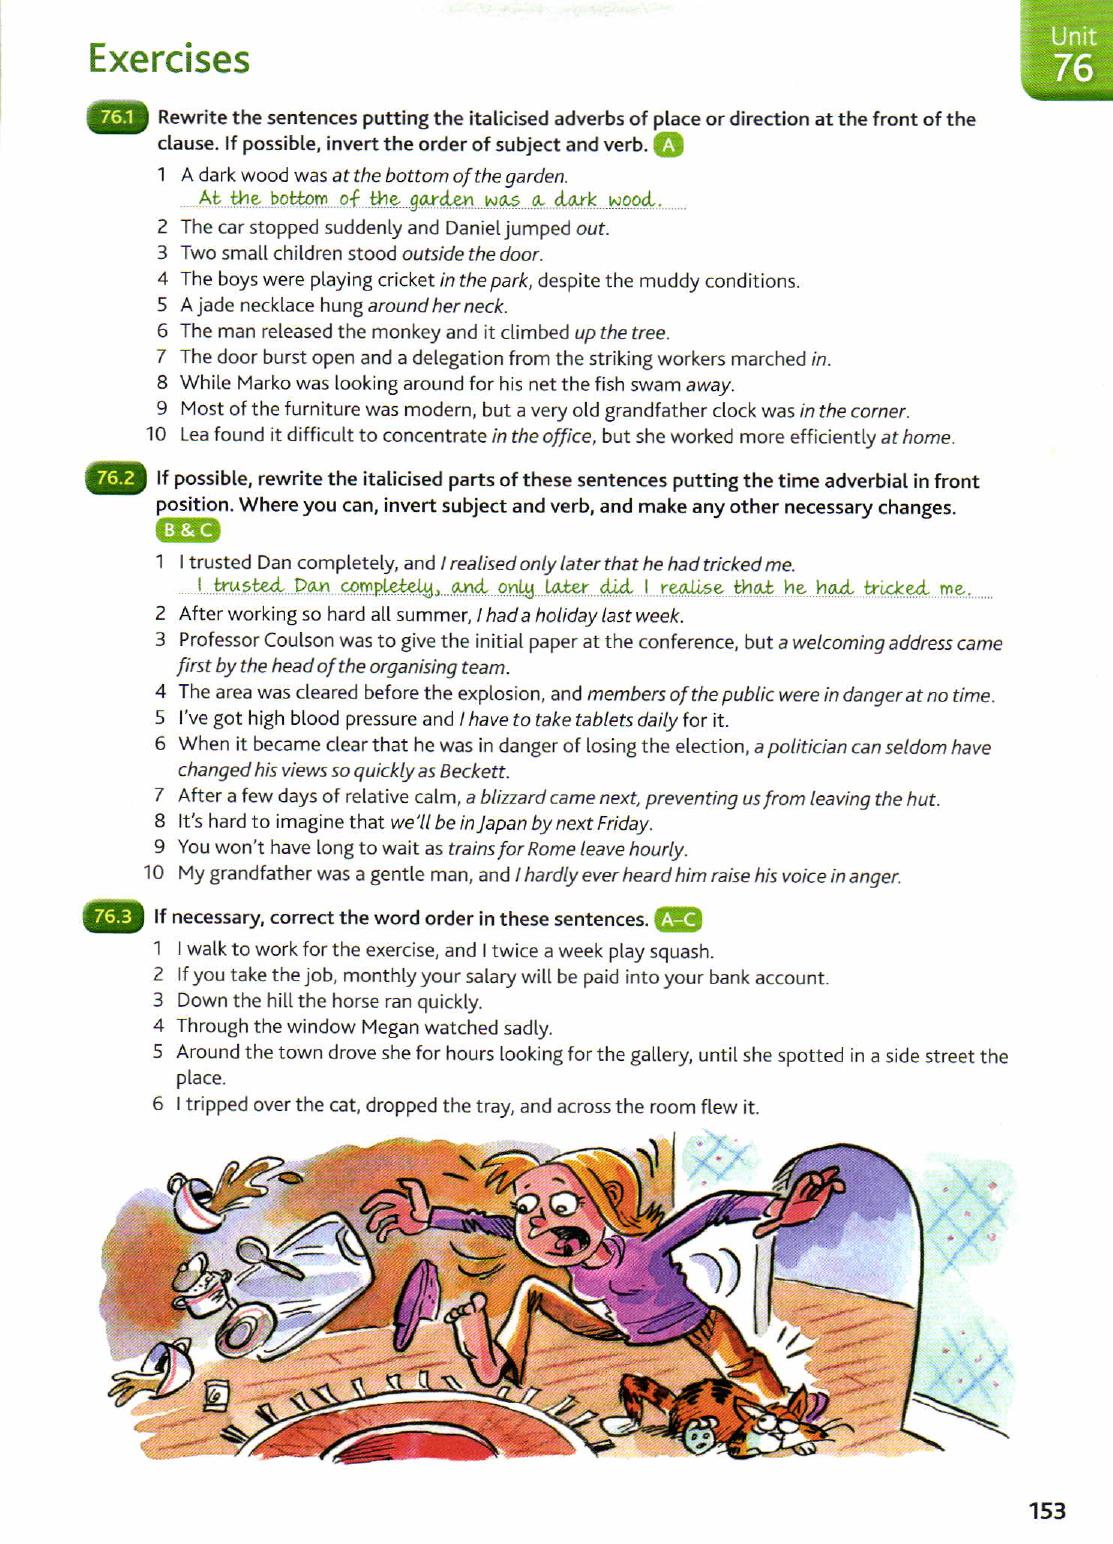 Unit
76
Exercises
76.1 Rewrite the sentences putting the italicised adverbs of place or direction at the front of the
clause. If possible, invert the order of subject and verb. A
1 A dark wood was at the bottom of the garden.
At the bottom of the garden was a dark wood.
2 The car stopped suddenly and Daniel jumped out.
3 Two small children stood outside the door.
4 The boys were playing cricket in the park, despite the muddy conditions.
5 A jade necklace hung around her neck.
6 The man released the monkey and it climbed up the tree.
7 The door burst open and a delegation from the striking workers marched in.
8 While Marko was looking around for his net the fish swam away.
9 Most of the furniture was modern, but a very old grandfather clock was in the corner.
10 Lea found it difficult to concentrate in the office, but she worked more efficiently at home.
76.2 If possible, rewrite the italicised parts of these sentences putting the time adverbial in front
position. Where you can, invert subject and verb, and make any other necessary changes.
B & C
1 I trusted Dan completely, and I realised only later that he had tricked me.
I trusted Dan completely, and only later did I realise that he had tricked me.
2 After working so hard all summer, I had a holiday last week.
3 Professor Coulson was to give the initial paper at the conference, but a welcoming address came
first by the head of the organising team.
4 The area was cleared before the explosion, and members of the public were in danger at no time.
5 I've got high blood pressure and I have to take tablets daily for it.
6 When it became clear that he was in danger of losing the election, a politician can seldom have
changed his views so quickly as Beckett.
7 After a few days of relative calm, a blizzard came next, preventing us from leaving the hut.
8 It's hard to imagine that we'll be in Japan by next Friday.
9 You won't have long to wait as trains for Rome leave hourly.
10 My grandfather was a gentle man, and I hardly ever heard him raise his voice in anger.
76.3 If necessary, correct the word order in these sentences. A–C
1 I walk to work for the exercise, and I twice a week play squash.
2 If you take the job, monthly your salary will be paid into your bank account.
3 Down the hill the horse ran quickly.
4 Through the window Megan watched sadly.
5 Around the town drove she for hours looking for the gallery, until she spotted in a side street the
place.
6 I tripped over the cat, dropped the tray, and across the room flew it.
153